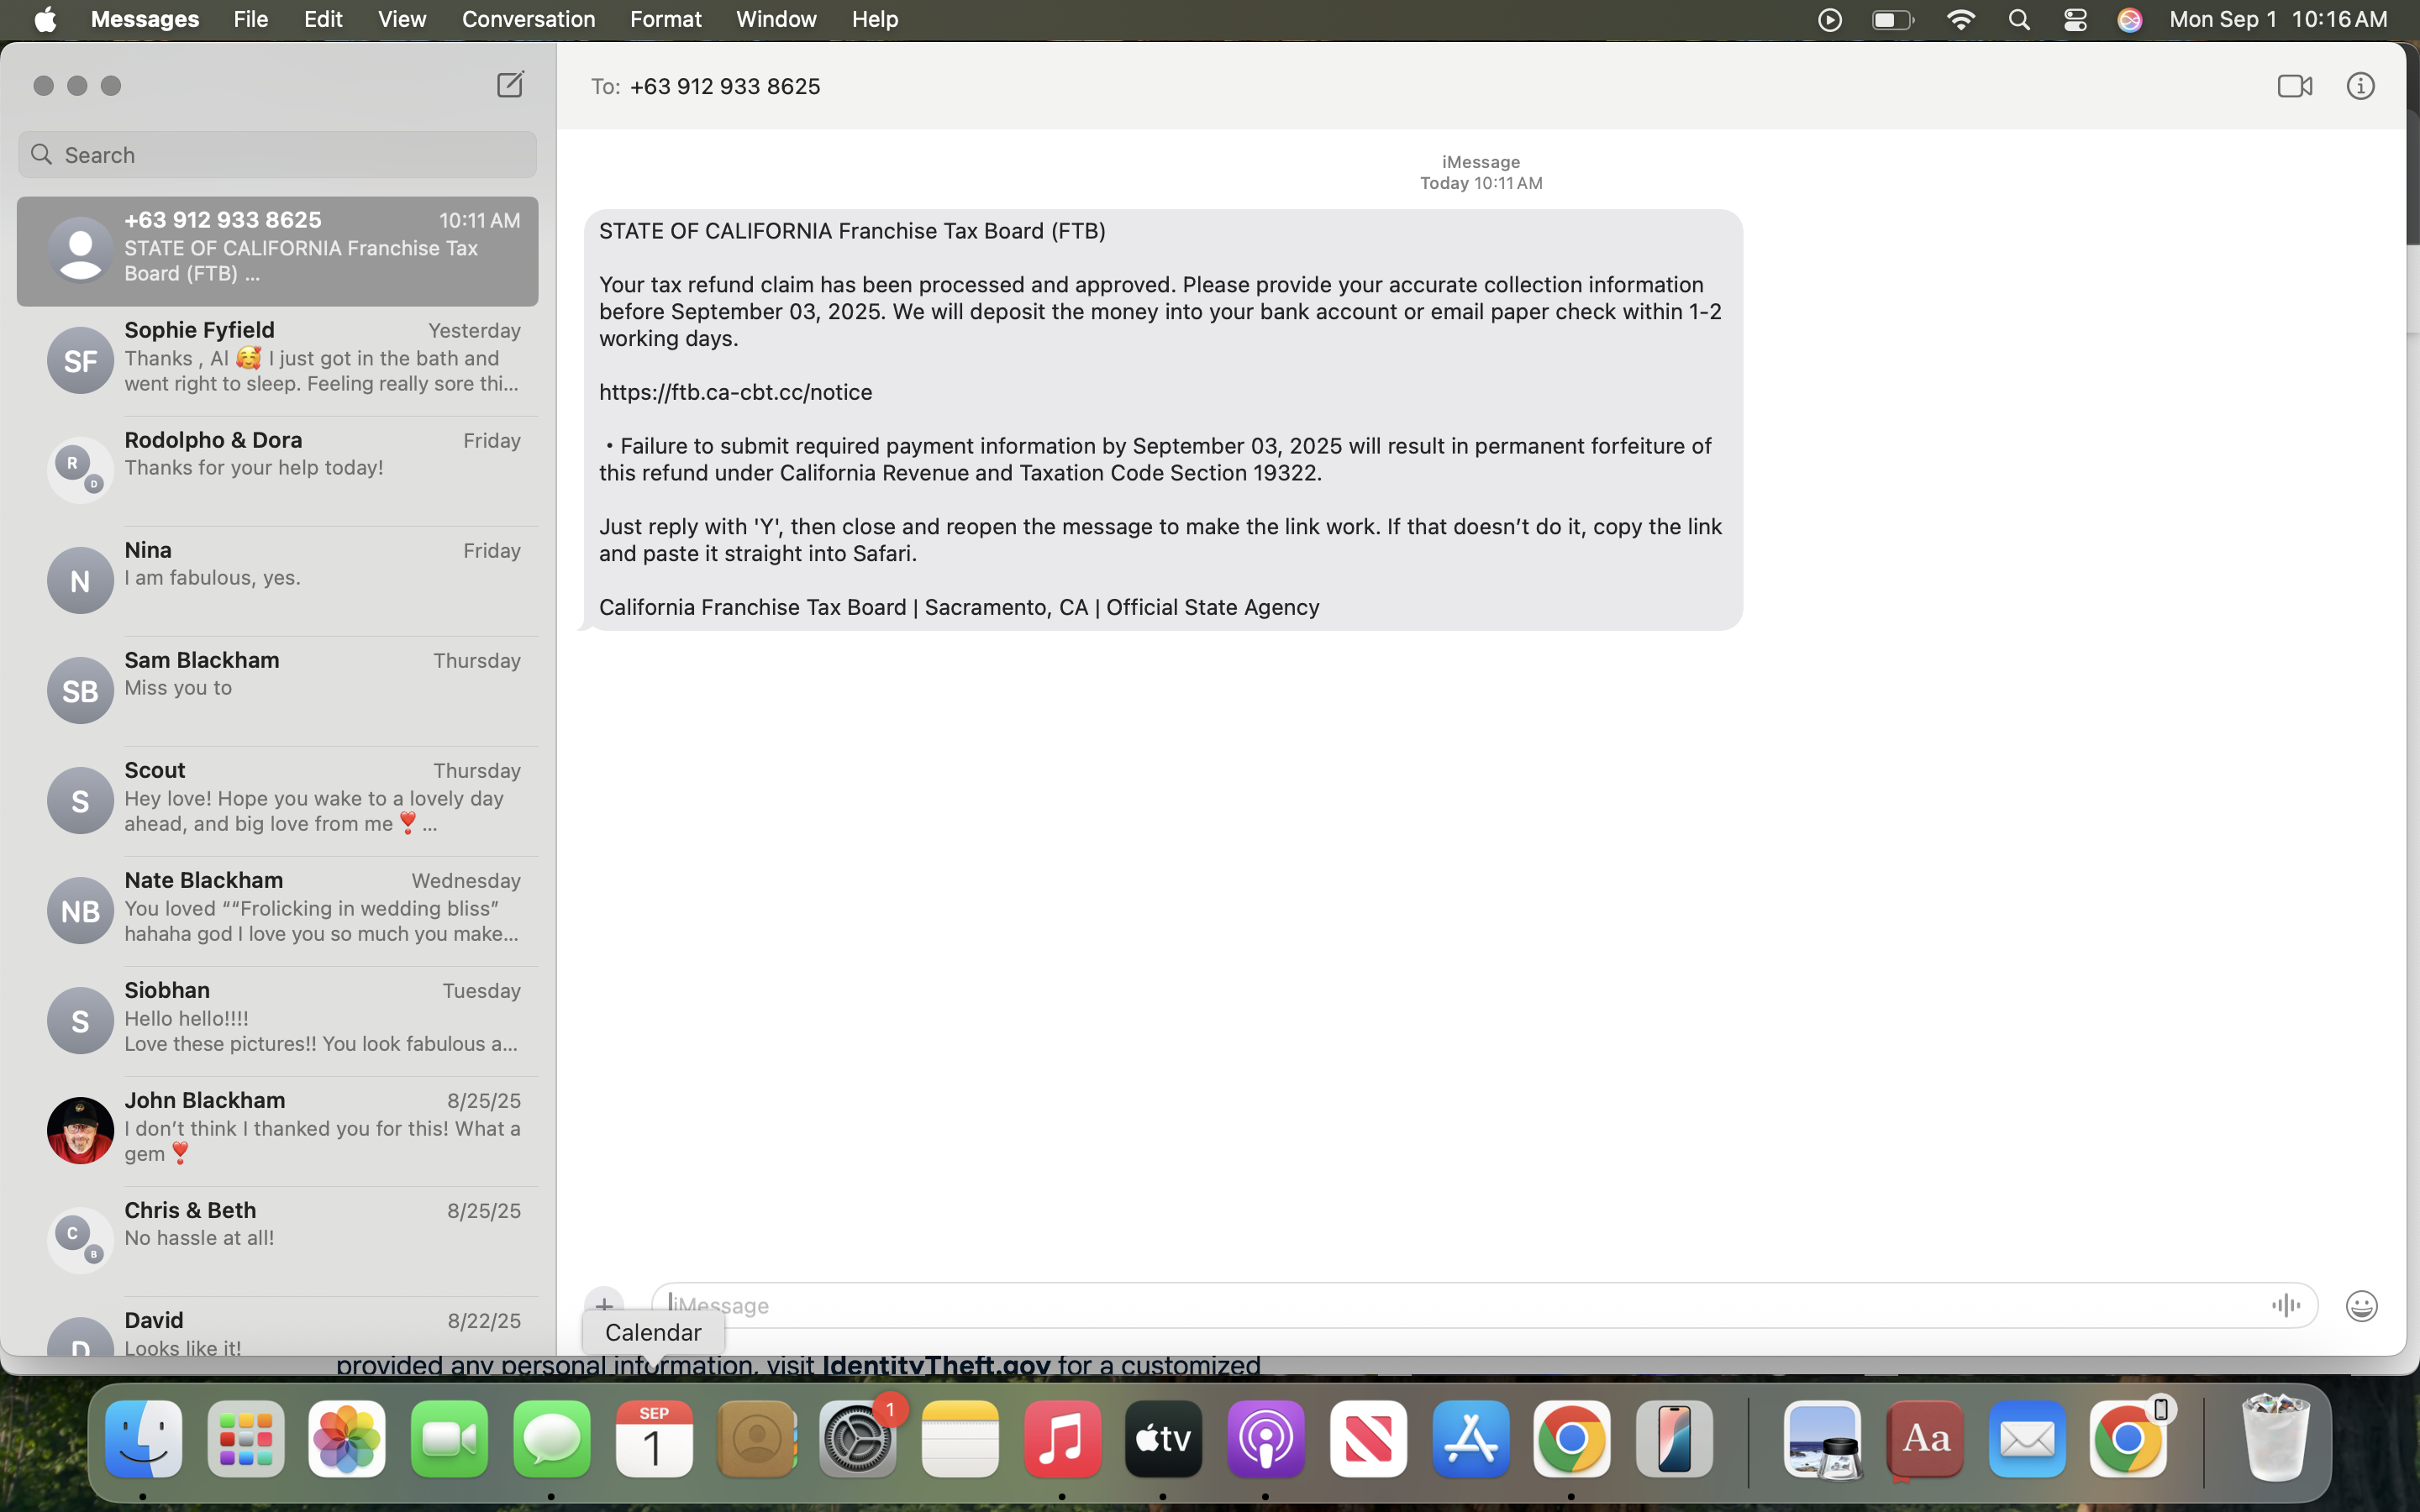 Messages File Edit View Conversation Format Window Help Mon Sep 1 10:16 AM
Search
+63 912 933 8625 10:11 AM
STATE OF CALIFORNIA Franchise Tax
Board (FTB) ...
SF
Sophie Fyfield Yesterday
Thanks , Al 🥰 I just got in the bath and
went right to sleep. Feeling really sore thi...
R
D
Rodolpho & Dora Friday
Thanks for your help today!
N
Nina Friday
I am fabulous, yes.
SB
Sam Blackham Thursday
Miss you to
S
Scout Thursday
Hey love! Hope you wake to a lovely day
ahead, and big love from me ❣️ ...
NB
Nate Blackham Wednesday
You loved ““Frolicking in wedding bliss”
hahaha god I love you so much you make...
S
Siobhan Tuesday
Hello hello!!!!
Love these pictures!! You look fabulous a...
John Blackham 8/25/25
I don’t think I thanked you for this! What a
gem ❣️
C
B
Chris & Beth 8/25/25
No hassle at all!
D
David 8/22/25
Looks like it!
To: +63 912 933 8625
iMessage
Today 10:11 AM
STATE OF CALIFORNIA Franchise Tax Board (FTB)
Your tax refund claim has been processed and approved. Please provide your accurate collection information
before September 03, 2025. We will deposit the money into your bank account or email paper check within 1-2
working days.
https://ftb.ca-cbt.cc/notice
• Failure to submit required payment information by September 03, 2025 will result in permanent forfeiture of
this refund under California Revenue and Taxation Code Section 19322.
Just reply with 'Y', then close and reopen the message to make the link work. If that doesn’t do it, copy the link
and paste it straight into Safari.
California Franchise Tax Board | Sacramento, CA | Official State Agency
iMessage
Calendar
provided any personal information, visit IdentityTheft.gov for a customized
SEP
1
1
tv
Aa